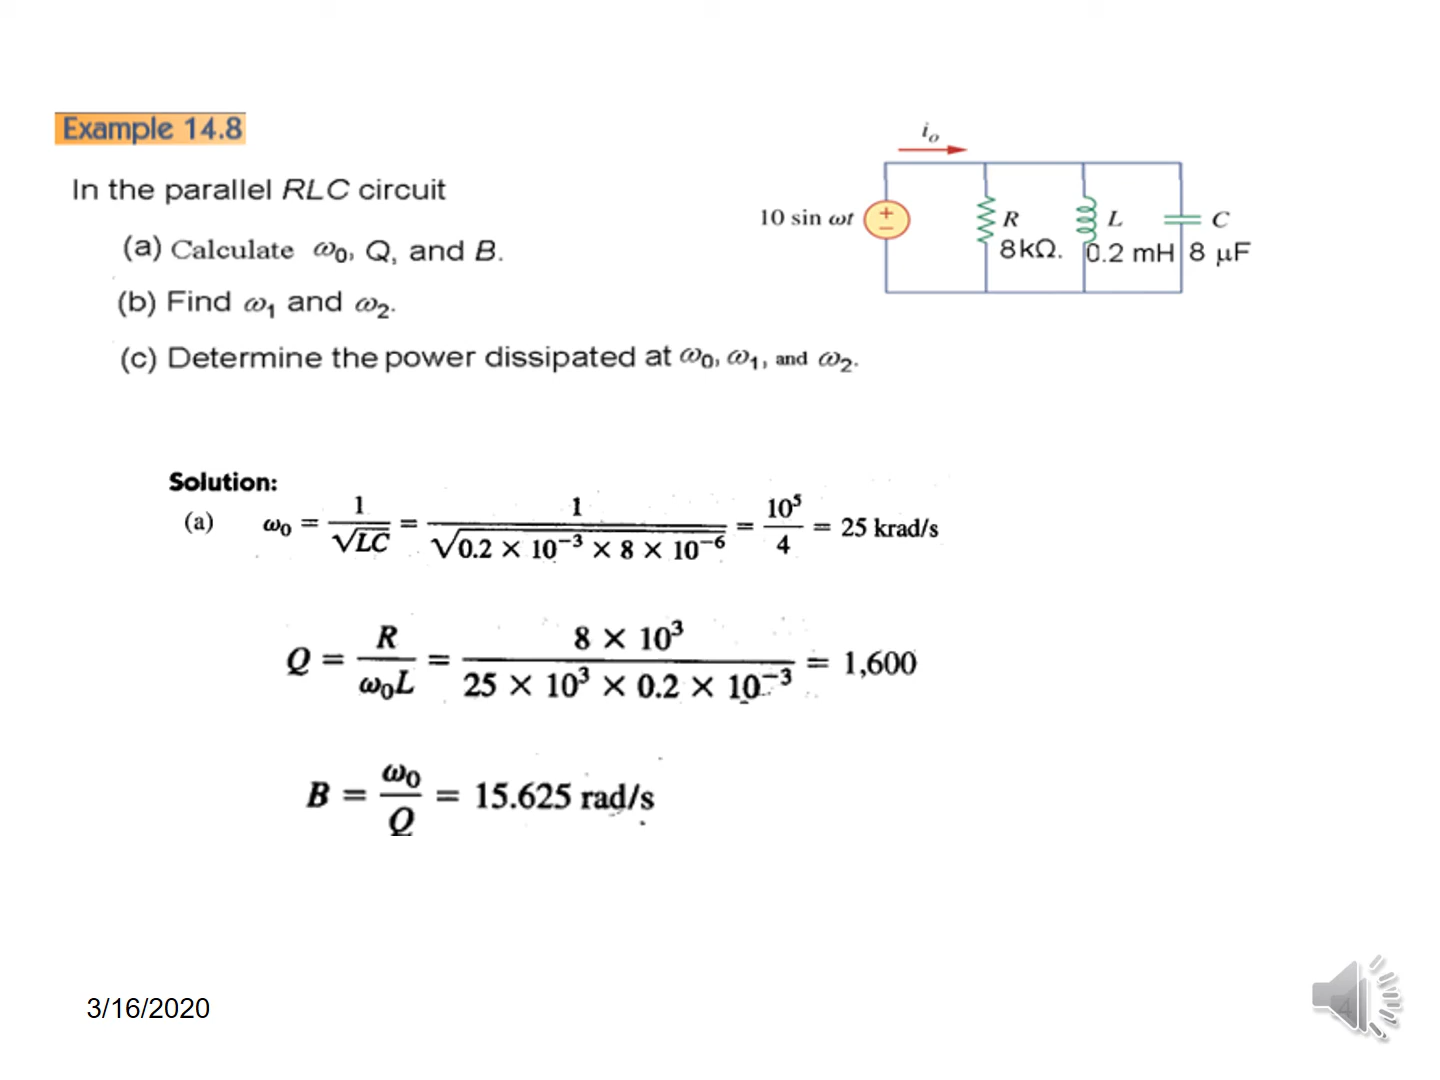 Example 14.8
In the parallel RLC circuit
(a) Calculate ω₀, Q, and B.
(b) Find ω₁ and ω₂.
(c) Determine the power dissipated at ω₀, ω₁, and ω₂.
iₒ
10 sin ωt
+
−
R
8kΩ.
L
0.2 mH
C
8 μF
Solution:
(a) ω₀ = 1/√LC = 1/√(0.2 × 10⁻³ × 8 × 10⁻⁶) = 10⁵/4 = 25 krad/s
Q = R/ω₀L = 8 × 10³/(25 × 10³ × 0.2 × 10⁻³) = 1,600
B = ω₀/Q = 15.625 rad/s
3/16/2020
4